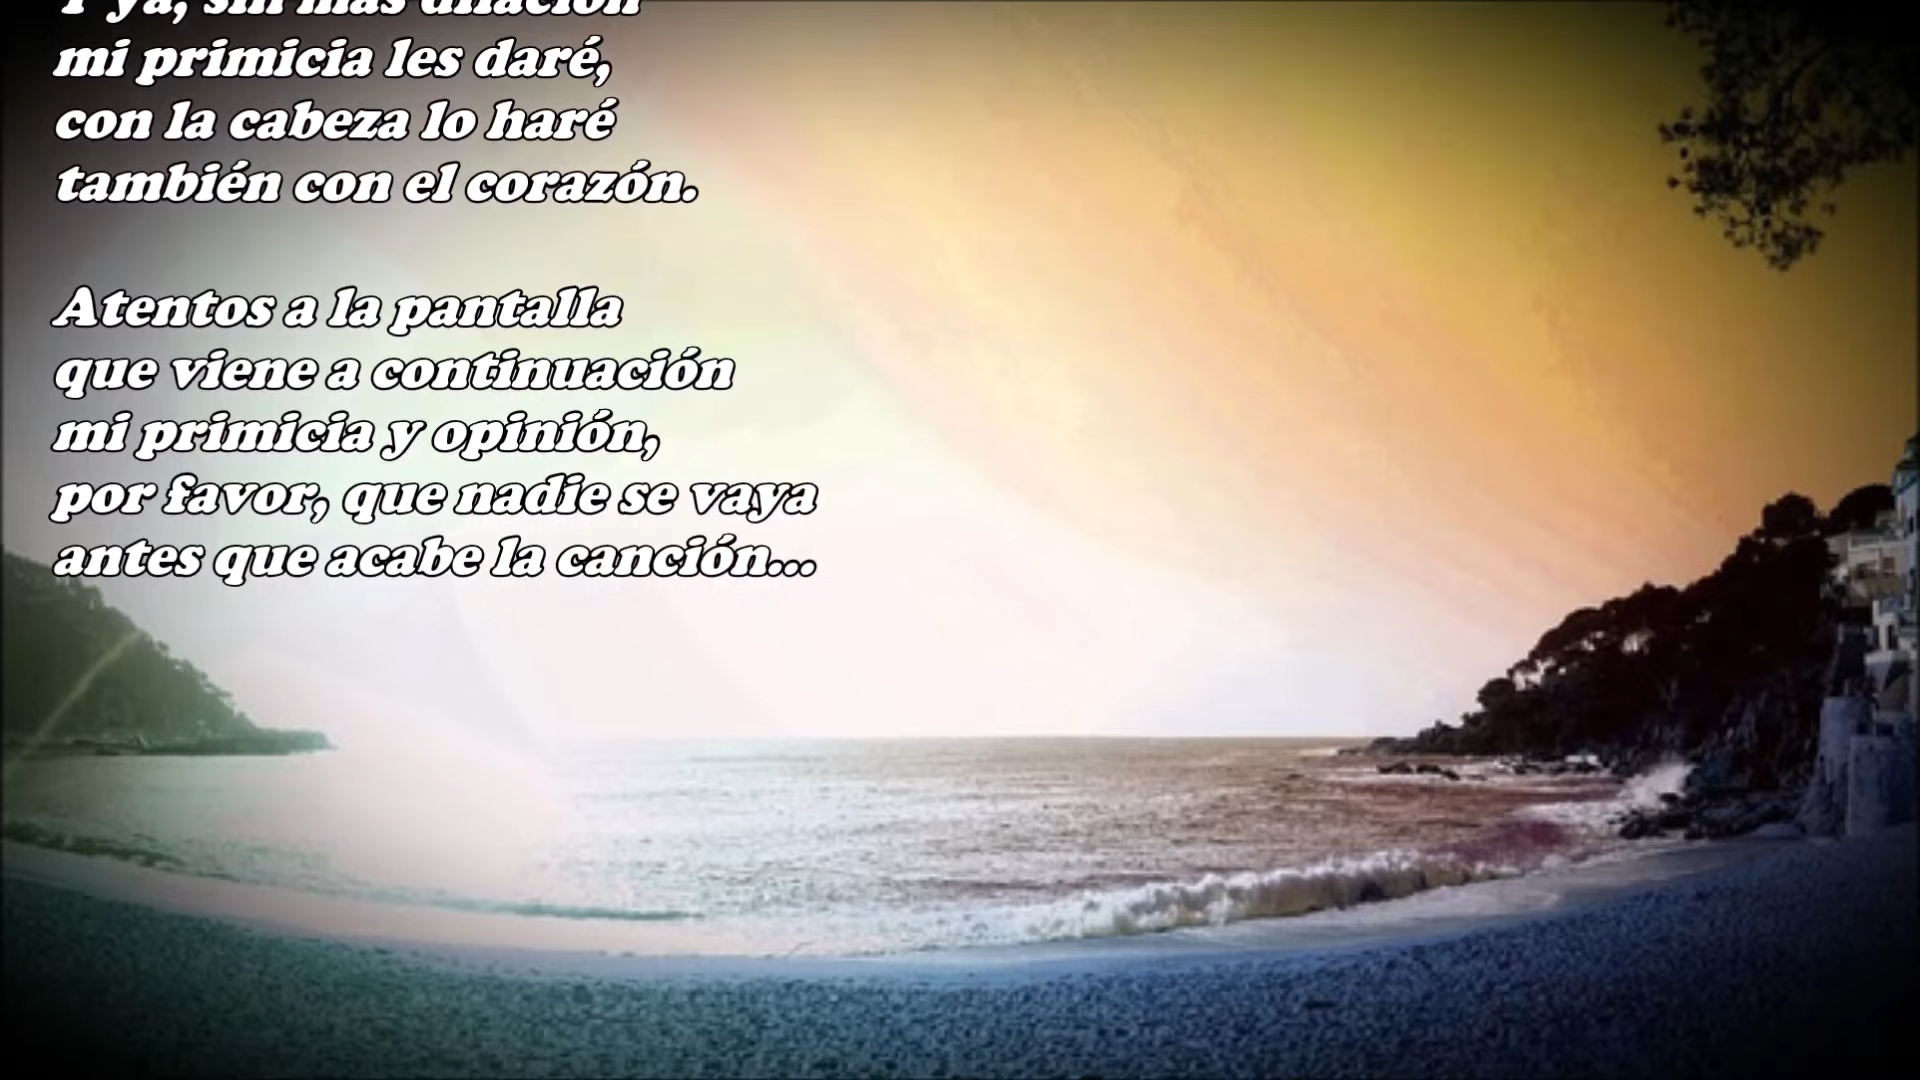 Y ya, sin más dilación
mi primicia les daré,
con la cabeza lo haré
también con el corazón.
Atentos a la pantalla
que viene a continuación
mi primicia y opinión,
por favor, que nadie se vaya
antes que acabe la canción...